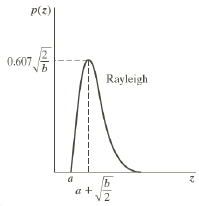 p(z)
0.607 √(2/b)
Rayleigh
a
a + √(b/2)
z